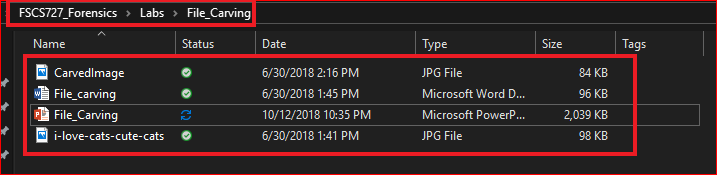 FSCS727_Forensics > Labs > File_Carving
Name Status Date Type Size Tags
CarvedImage 6/30/2018 2:16 PM JPG File 84 KB
File_carving 6/30/2018 1:45 PM Microsoft Word D... 96 KB
File_Carving 10/12/2018 10:35 PM Microsoft PowerP... 2,039 KB
i-love-cats-cute-cats 6/30/2018 1:41 PM JPG File 98 KB